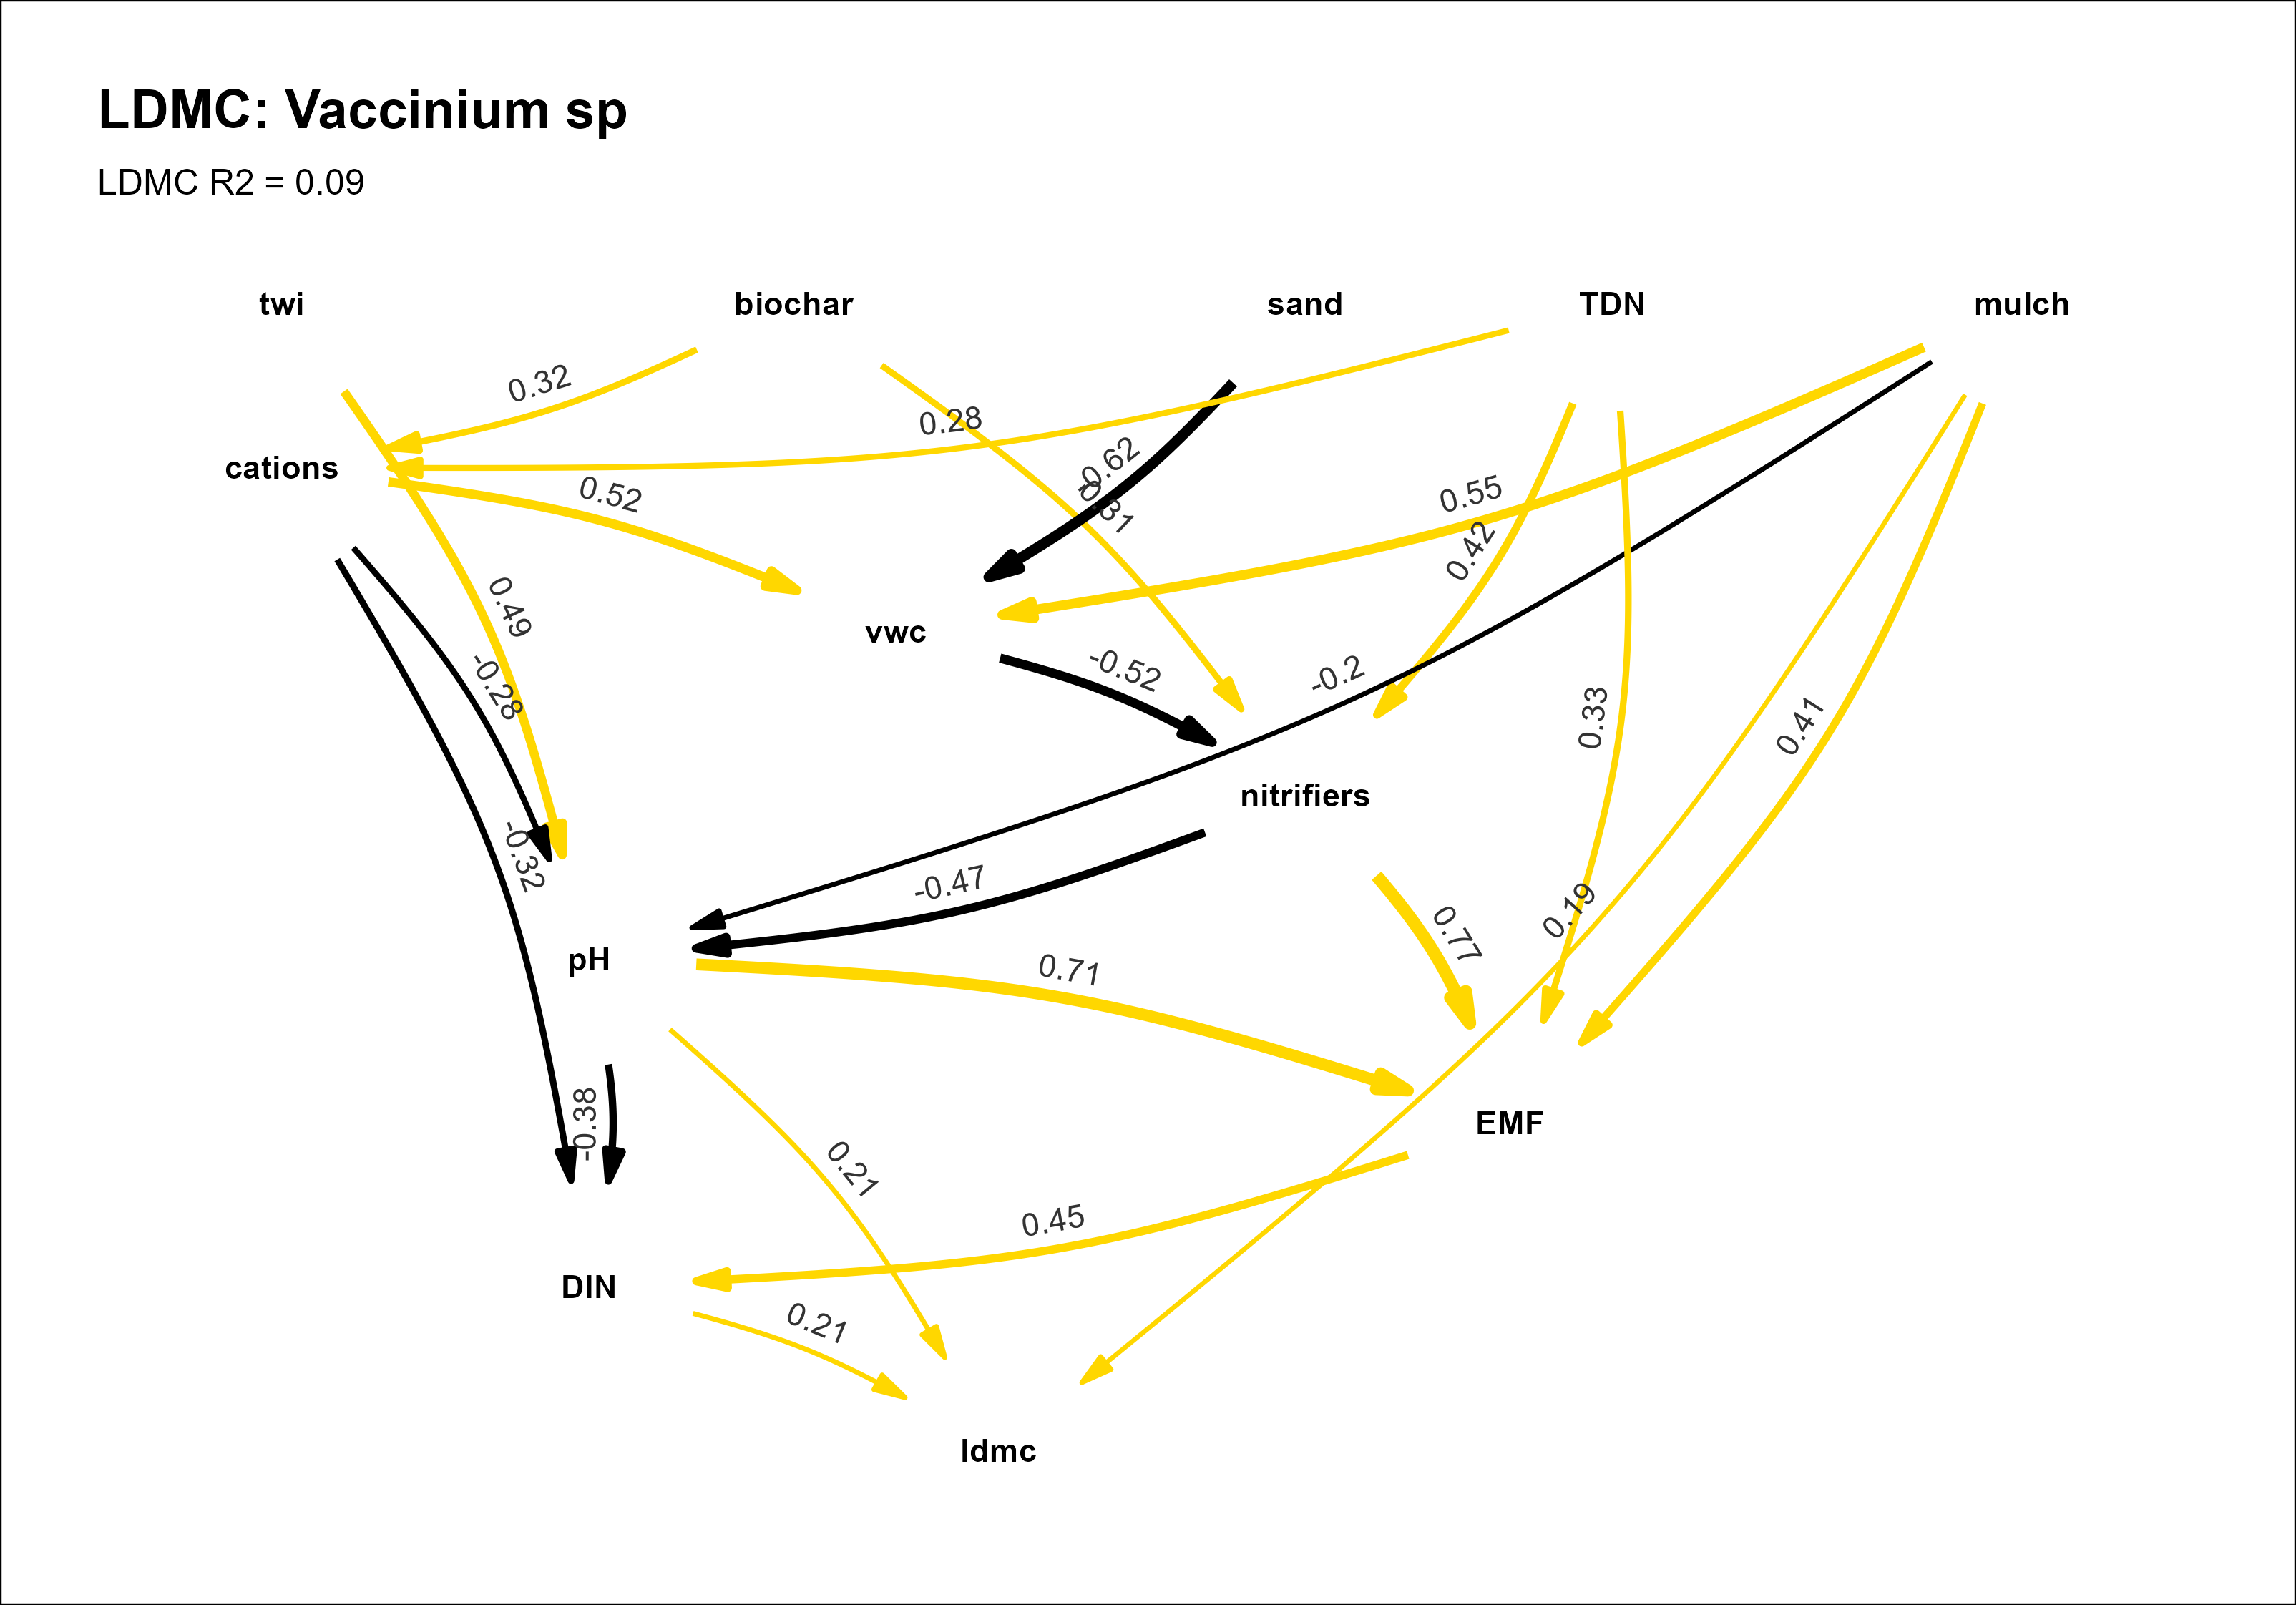 LDMC: Vaccinium sp
LDMC R2 = 0.09
twi
biochar
sand
TDN
mulch
0.32
0.28
cations
-0.62
0.31
0.52
0.55
0.42
0.49
vwc
-0.28
-0.52
-0.2
0.33
0.41
nitrifiers
-0.32
-0.47
0.19
0.77
pH
0.71
-0.38
EMF
0.21
0.45
DIN
0.21
ldmc